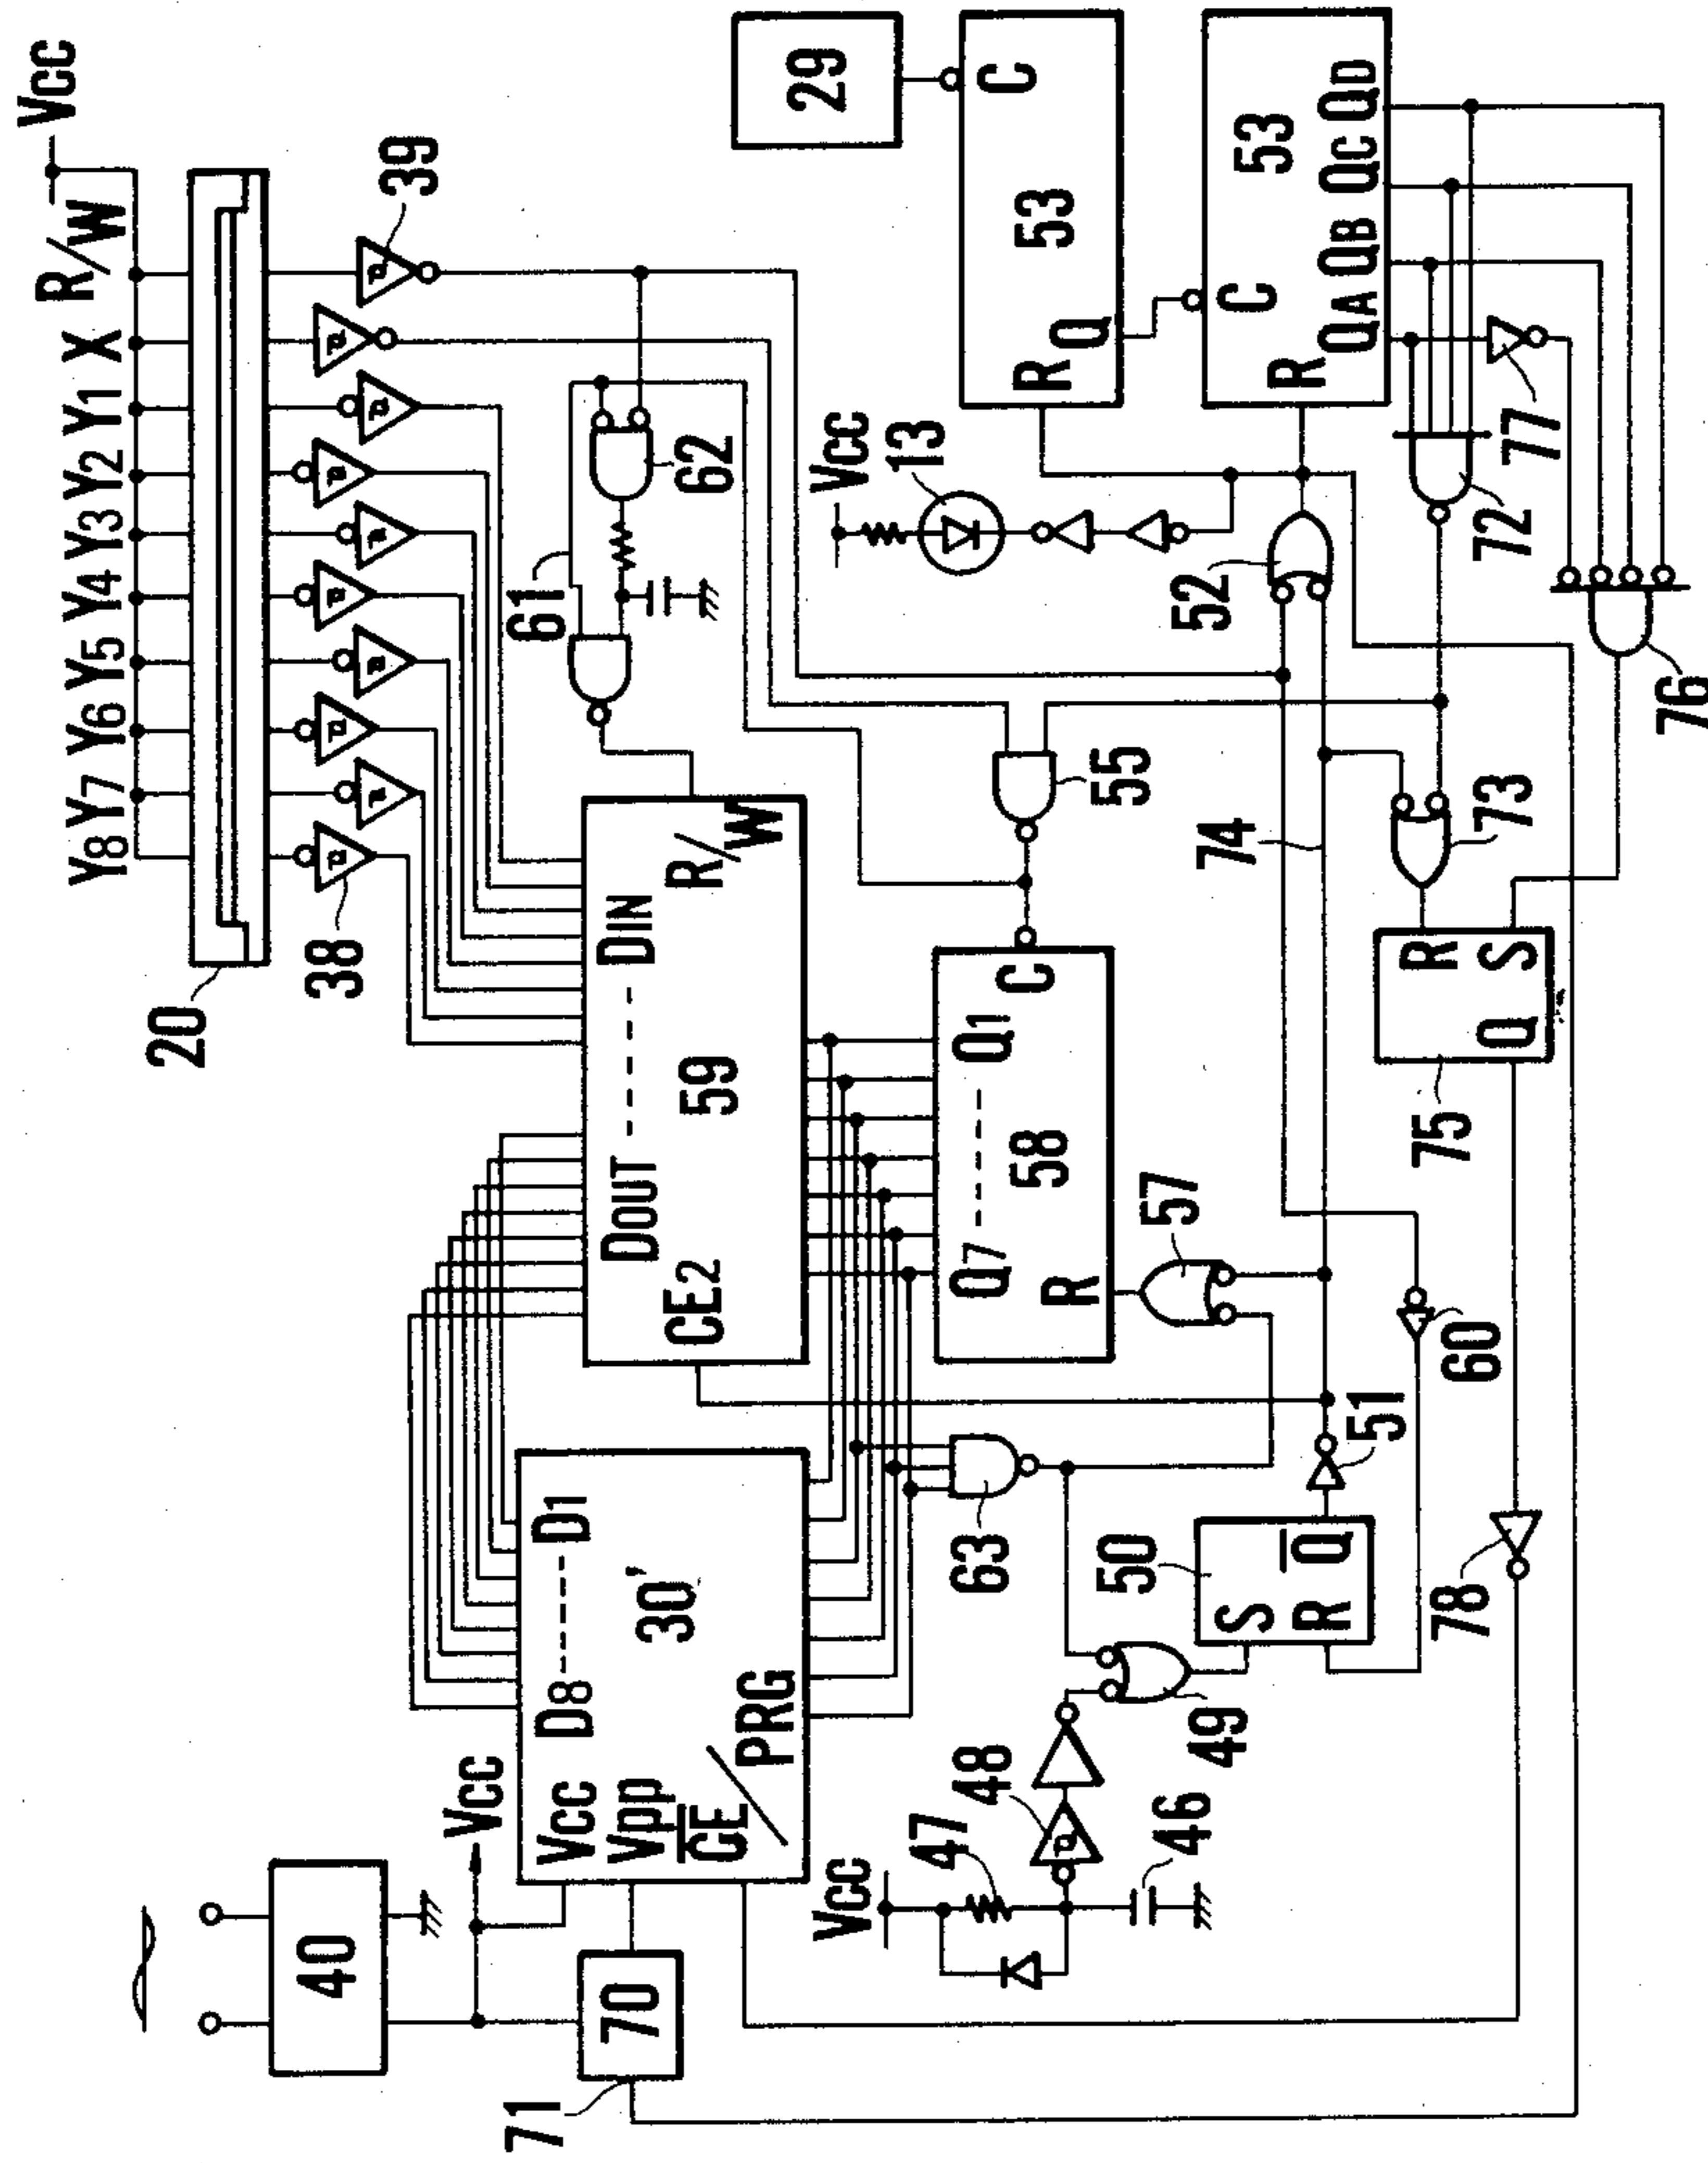 Vcc
Y8 Y7 Y6 Y5 Y4 Y3 Y2 Y1 X R/W̅
20
38
39
61
62
29
C
53
R
Q
C
53
R
QA QB QC QD
Vcc
13
52
72
77
76
R/W̅
DIN
DOUT
59
CE2
55
74
73
C
Q1
Q7
58
R
57
R
S
Q
75
D1
D8
30'
Vcc
Vpp
C̅E̅/PRG
63
50
S
R
Q̅
51
60
78
49
48
47
46
Vcc
Vcc
40
70
71